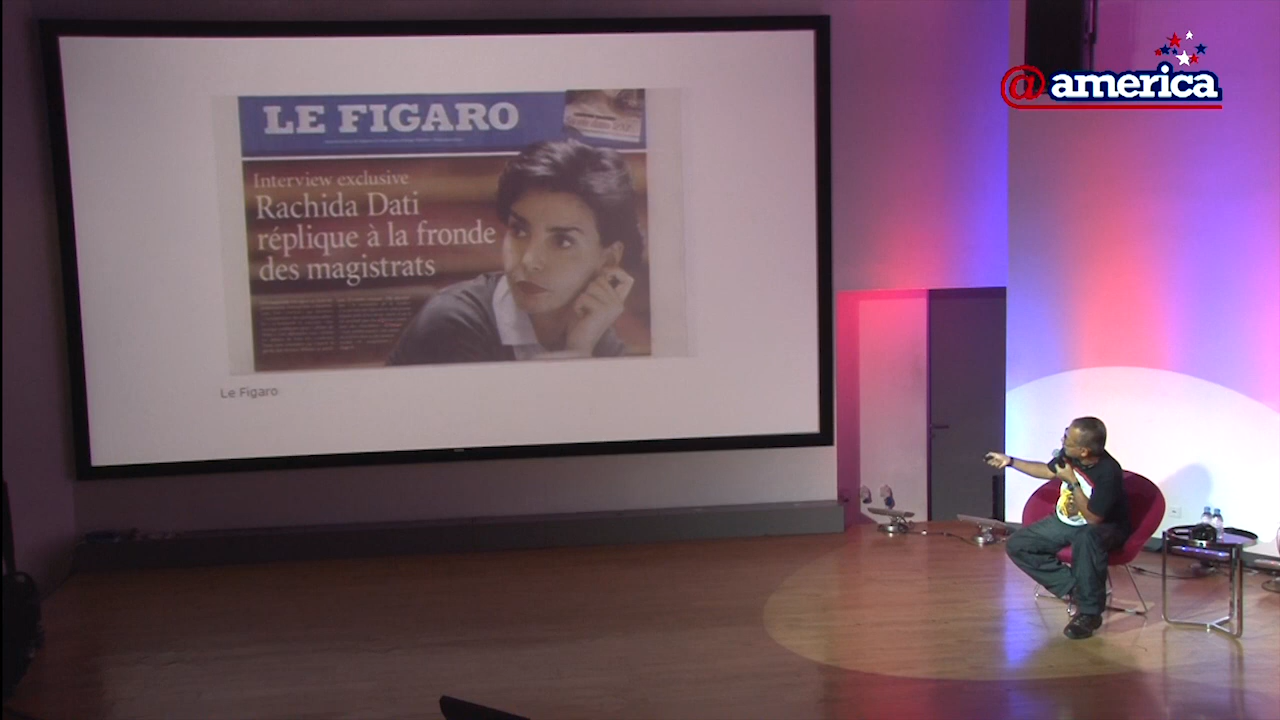 @america
LE FIGARO
Interview exclusive
Rachida Dati
réplique à la fronde
des magistrats
Le Figaro